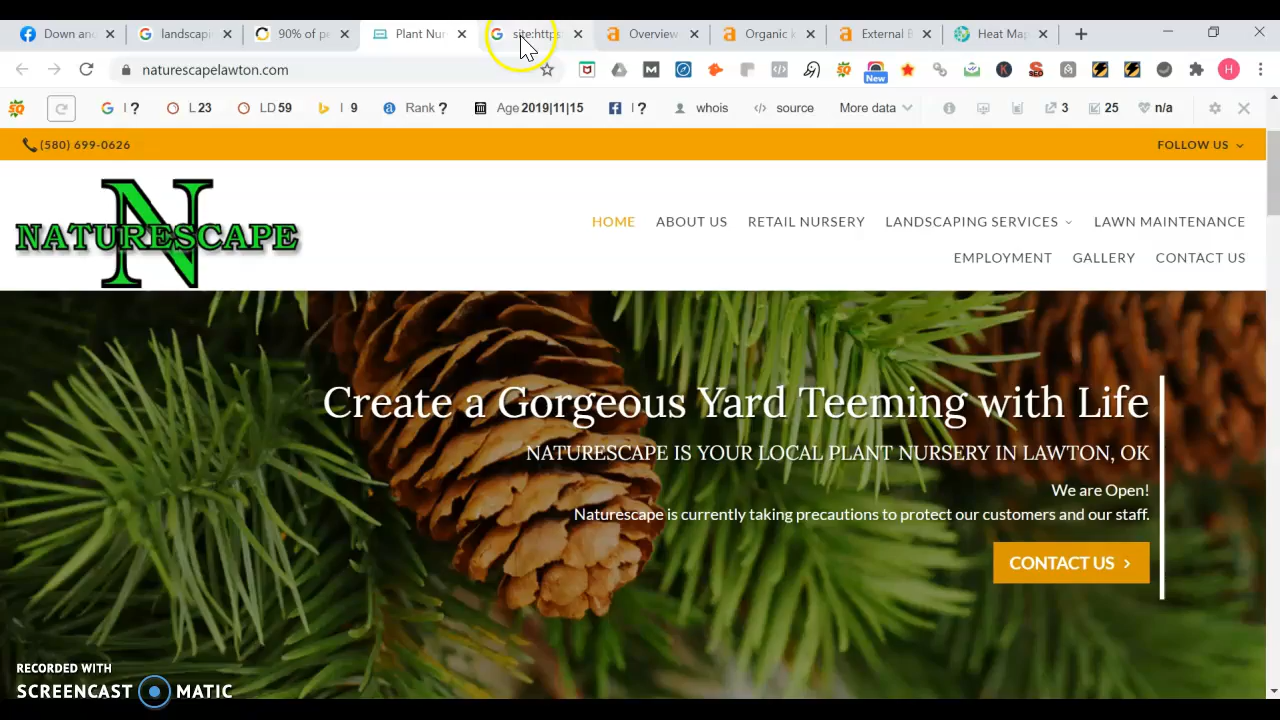 Down an
landscapi
90% of pe
Plant Nur
site:https
Overview
Organic k
External B
Heat Map
naturescapelawton.com
New
H
I ?
L 23
LD 59
I 9
Rank ?
Age 2019|11|15
I ?
whois
source
More data
3
25
n/a
(580) 699-0626
FOLLOW US
N
NATURESCAPE
HOME
ABOUT US
RETAIL NURSERY
LANDSCAPING SERVICES
LAWN MAINTENANCE
EMPLOYMENT
GALLERY
CONTACT US
Create a Gorgeous Yard Teeming with Life
NATURESCAPE IS YOUR LOCAL PLANT NURSERY IN LAWTON, OK
We are Open!
Naturescape is currently taking precautions to protect our customers and our staff.
CONTACT US >
RECORDED WITH
SCREENCAST MATIC